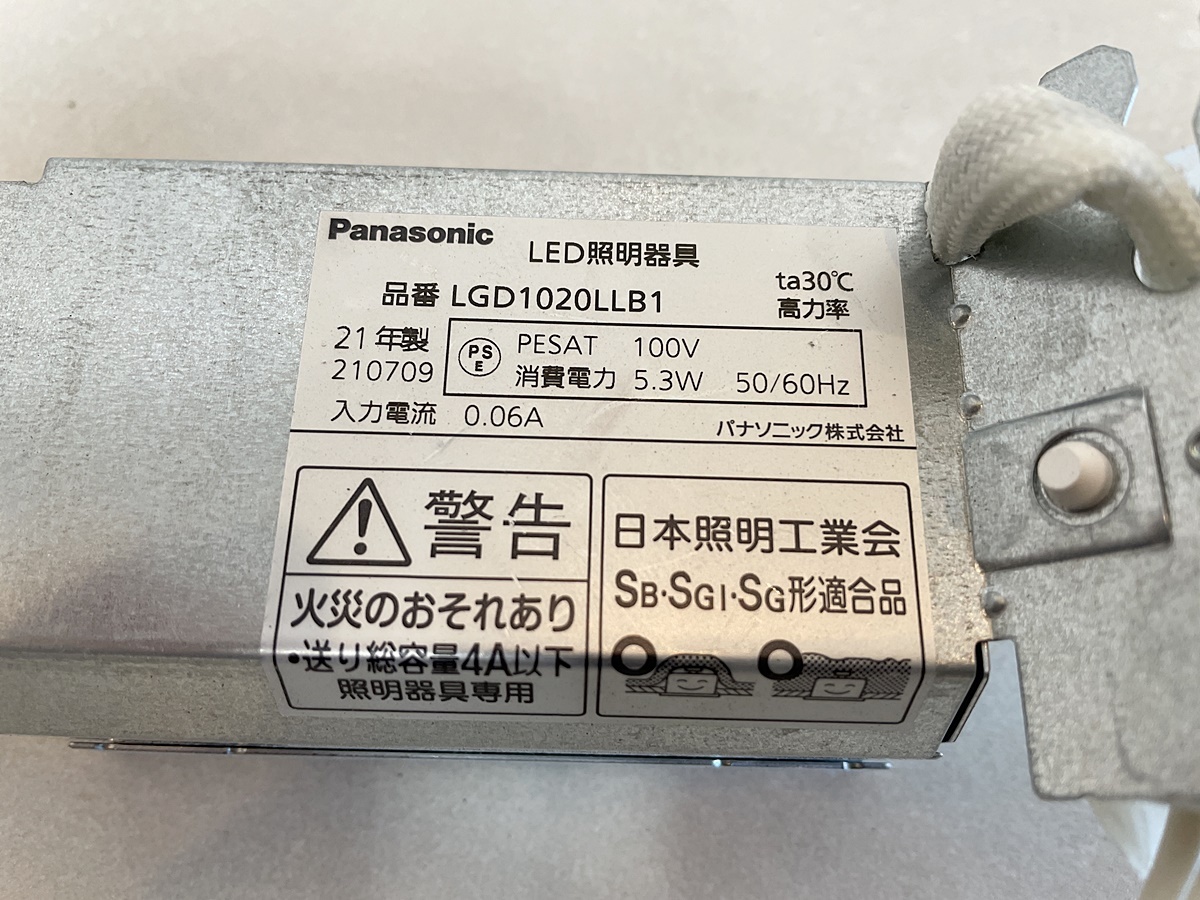 Panasonic
LED照明器具
ta30℃
品番 LGD1020LLB1
高力率
21年製
210709
PS
E
PESAT 100V
消費電力 5.3W 50/60Hz
入力電流 0.06A
パナソニック株式会社
警告
火災のおそれあり
・送り総容量4A以下
照明器具専用
日本照明工業会
SB・SGI・SG形適合品